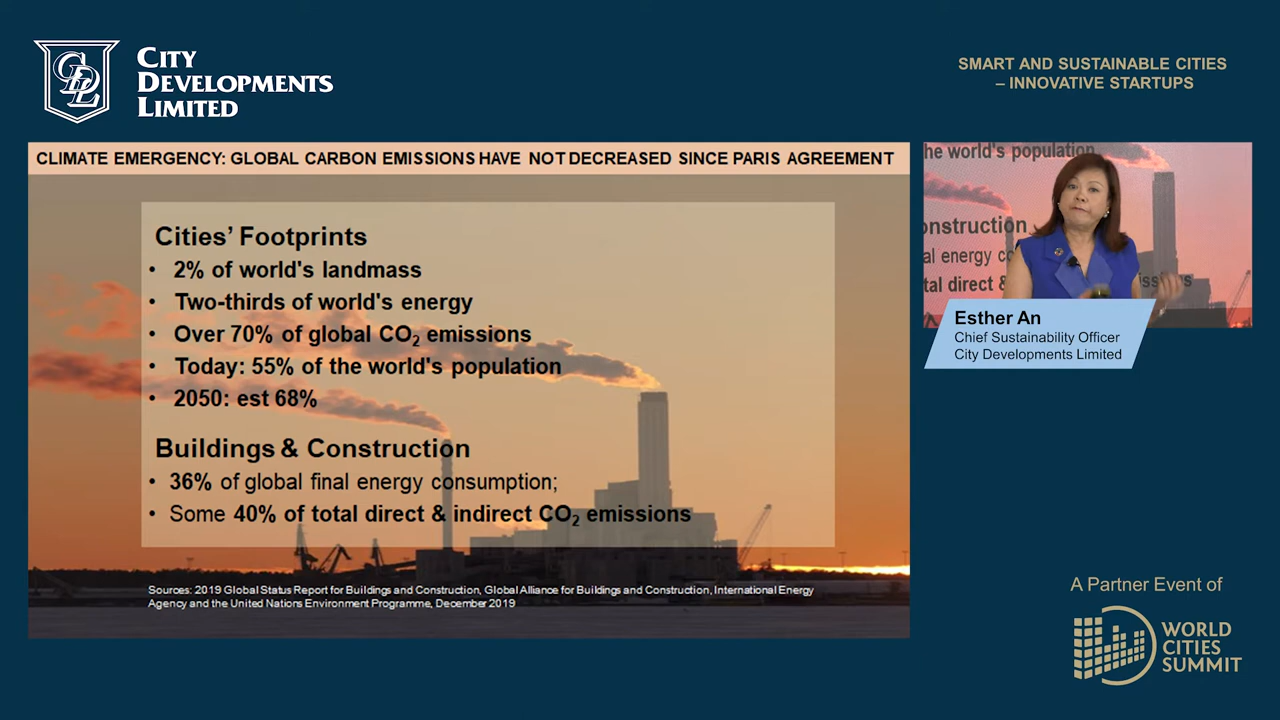 CITY
DEVELOPMENTS
LIMITED
CDL
SMART AND SUSTAINABLE CITIES
– INNOVATIVE STARTUPS
CLIMATE EMERGENCY: GLOBAL CARBON EMISSIONS HAVE NOT DECREASED SINCE PARIS AGREEMENT
Cities' Footprints
• 2% of world's landmass
• Two-thirds of world's energy
• Over 70% of global CO₂ emissions
• Today: 55% of the world's population
• 2050: est 68%
Buildings & Construction
• 36% of global final energy consumption;
• Some 40% of total direct & indirect CO₂ emissions
Sources: 2019 Global Status Report for Buildings and Construction, Global Alliance for Buildings and Construction, International Energy
Agency and the United Nations Environment Programme, December 2019
he world's population
onstruction
al energy co
tal direct &
Esther An
Chief Sustainability Officer
City Developments Limited
A Partner Event of
WORLD
CITIES
SUMMIT